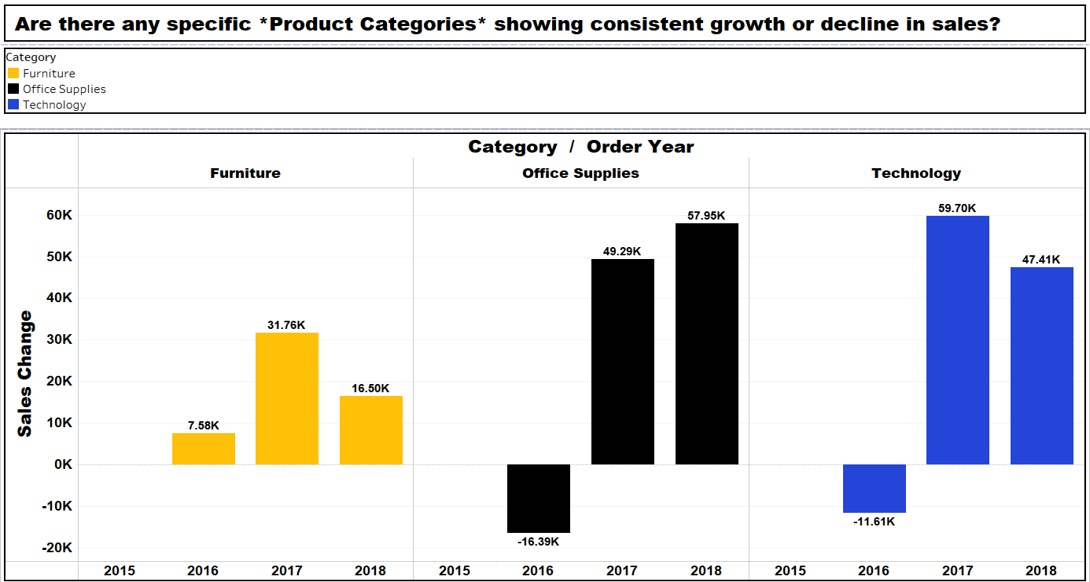 Are there any specific *Product Categories* showing consistent growth or decline in sales?
Category
Furniture
Office Supplies
Technology
Category / Order Year
Furniture Office Supplies Technology
Sales Change
60K
50K
40K
30K
20K
10K
0K
-10K
-20K
7.58K
31.76K
16.50K
-16.39K
49.29K
57.95K
-11.61K
59.70K
47.41K
2015 2016 2017 2018 2015 2016 2017 2018 2015 2016 2017 2018